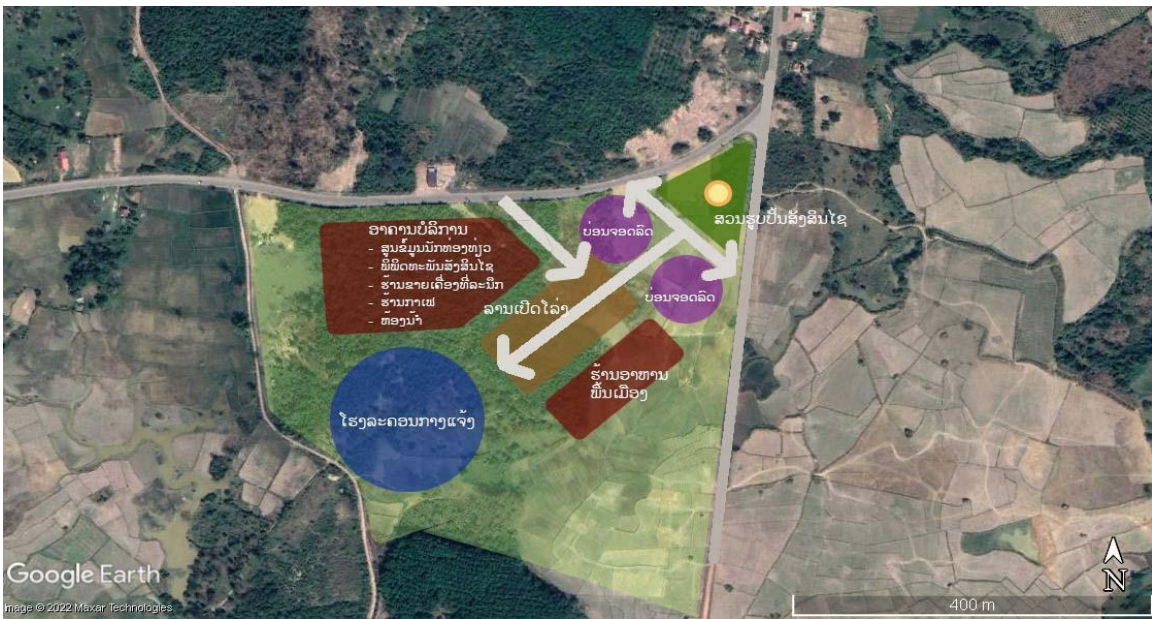 ອາຄານບໍລິການ
- ສູນຂໍ້ມູນນັກທ່ອງທ່ຽວ
- ພິພິດທະພັນສັງສິນໄຊ
- ຮ້ານຂາຍເຄື່ອງທີ່ລະນຶກ
- ຮ້ານກາເຟ
- ຫ້ອງນ້ຳ
ບ່ອນຈອດລົດ
ສວນຮູບປັ້ນສັງສິນໄຊ
ບ່ອນຈອດລົດ
ລານເປີດໂລ່ງ
ຮ້ານອາຫານ
ພື້ນເມືອງ
ໂຮງລະຄອນກາງແຈ້ງ
Google Earth
Image © 2022 Maxar Technologies
N
400 m